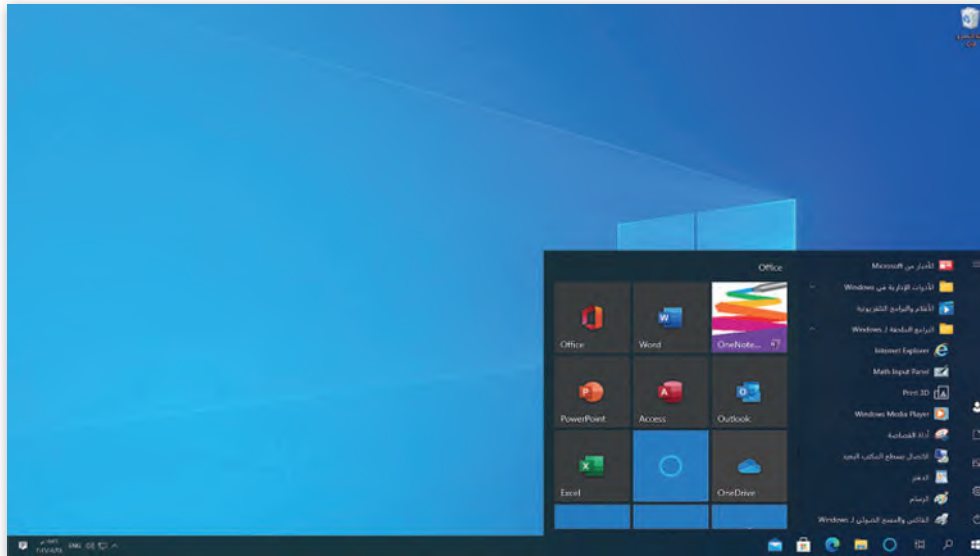 Office
Office
Word
OneNote...
PowerPoint
Access
Outlook
Excel
OneDrive
الأخبار من Microsoft
الأدوات الإدارية في Windows
الأفلام والبرامج التلفزيونية
البرامج الملحقة لـ Windows
Internet Explorer
Math Input Panel
Print 3D
Windows Media Player
أداة القصاصة
الاتصال بسطح المكتب البعيد
الدفتر
الرسام
الفاكس والمسح الضوئي لـ Windows
ENG